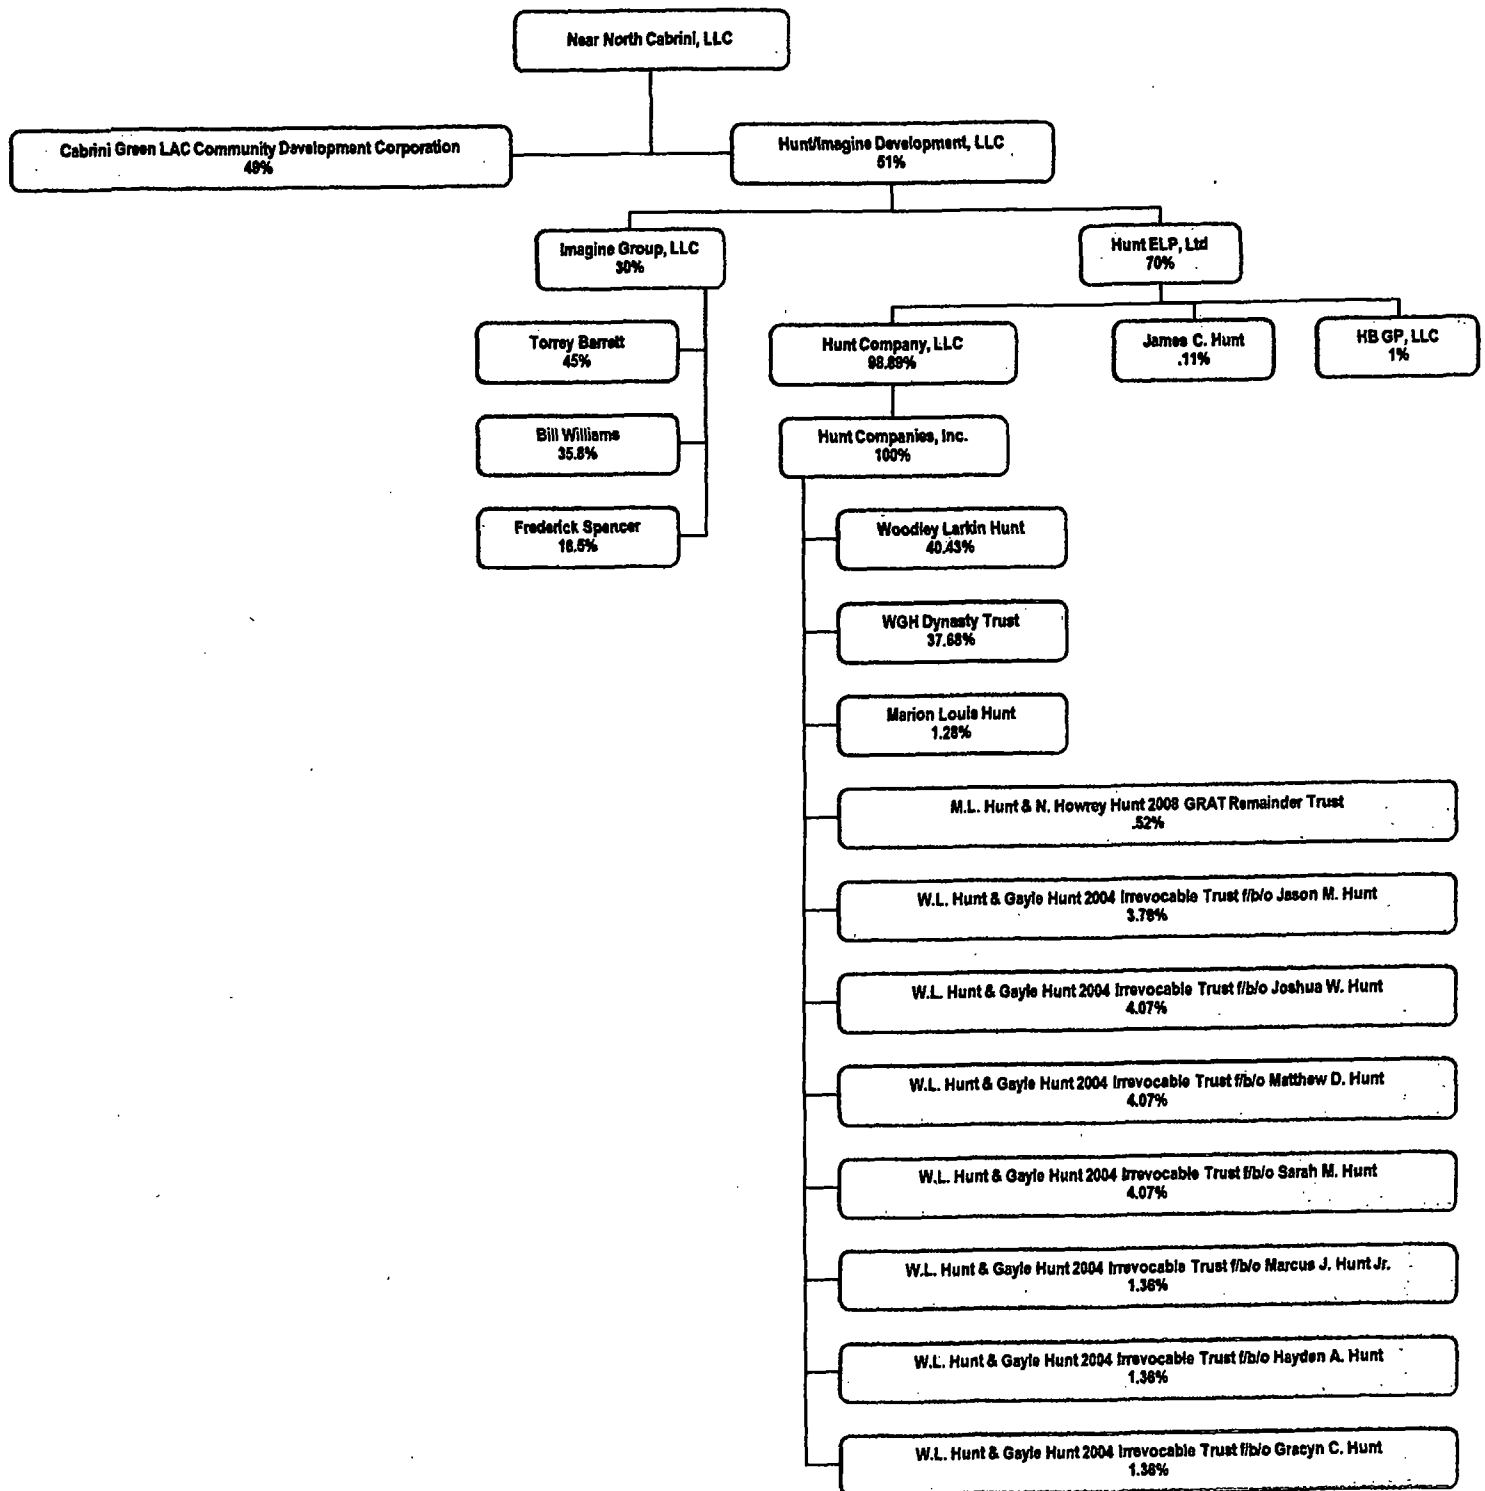 Near North Cabrini, LLC
Cabrini Green LAC Community Development Corporation
49%
Hunt/Imagine Development, LLC
51%
Imagine Group, LLC
30%
Hunt ELP, Ltd
70%
Torrey Barrett
45%
Bill Williams
35.8%
Frederick Spencer
16.5%
Hunt Company, LLC
98.89%
James C. Hunt
.11%
HB GP, LLC
1%
Hunt Companies, Inc.
100%
Woodley Larkin Hunt
40.43%
WGH Dynasty Trust
37.68%
Marion Louis Hunt
1.28%
M.L. Hunt & N. Howrey Hunt 2008 GRAT Remainder Trust
.52%
W.L. Hunt & Gayle Hunt 2004 Irrevocable Trust f/b/o Jason M. Hunt
3.79%
W.L. Hunt & Gayle Hunt 2004 Irrevocable Trust f/b/o Joshua W. Hunt
4.07%
W.L. Hunt & Gayle Hunt 2004 Irrevocable Trust f/b/o Matthew D. Hunt
4.07%
W.L. Hunt & Gayle Hunt 2004 Irrevocable Trust f/b/o Sarah M. Hunt
4.07%
W.L. Hunt & Gayle Hunt 2004 Irrevocable Trust f/b/o Marcus J. Hunt Jr.
1.36%
W.L. Hunt & Gayle Hunt 2004 Irrevocable Trust f/b/o Hayden A. Hunt
1.36%
W.L. Hunt & Gayle Hunt 2004 Irrevocable Trust f/b/o Gracyn C. Hunt
1.36%